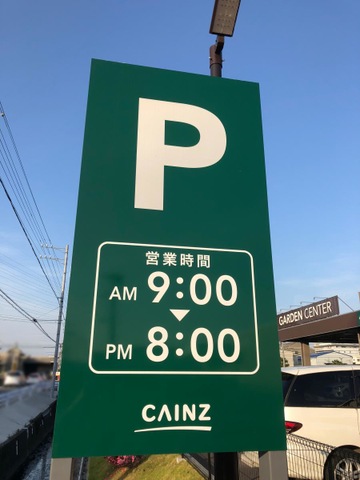 P
営業時間
AM 9:00
PM 8:00
CAINZ
GARDEN CENTER